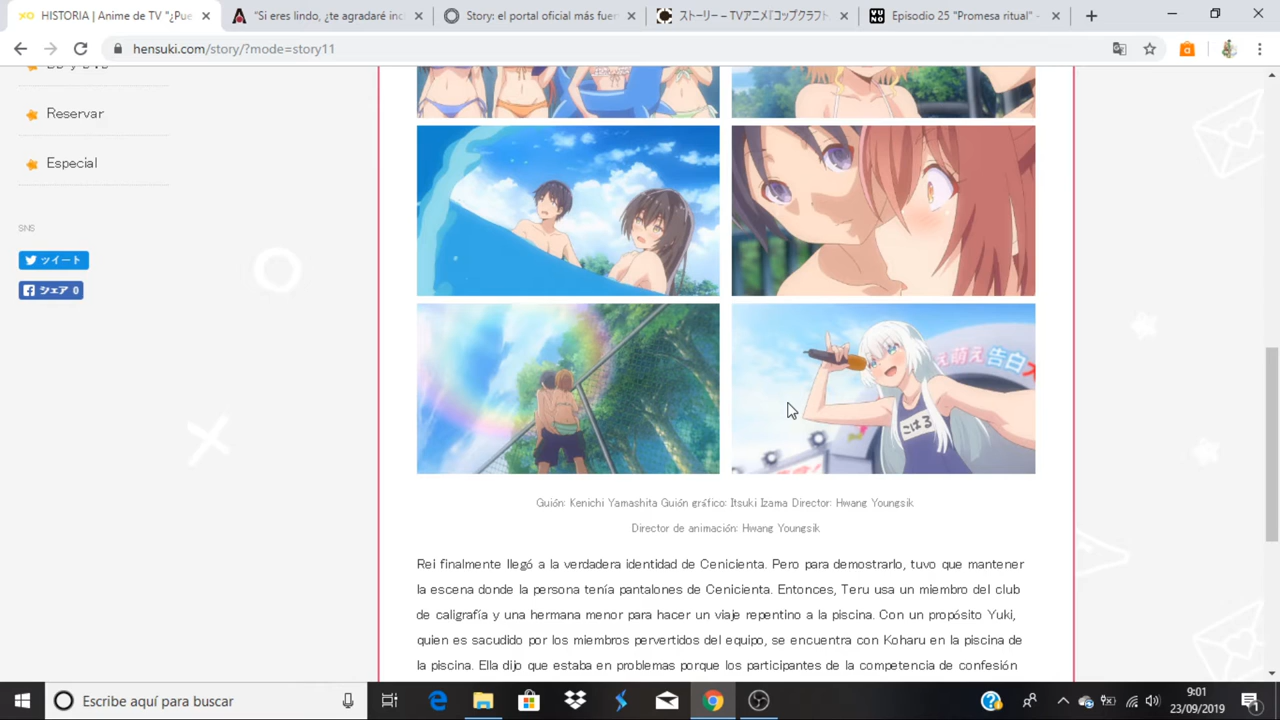 HISTORIA | Anime de TV "¿Pue
"Si eres lindo, ¿te agradaré inc
Story: el portal oficial más fuer
ストーリー – TVアニメ『コップクラフト
Episodio 25 "Promesa ritual" -
hensuki.com/story/?mode=story11
Reservar
Especial
SNS
ツイート
シェア 0
え萌え告白
こはる
Guión: Kenichi Yamashita Guión gráfico: Itsuki Izama Director: Hwang Youngsik
Director de animación: Hwang Youngsik
Rei finalmente llegó a la verdadera identidad de Cenicienta. Pero para demostrarlo, tuvo que mantener
la escena donde la persona tenía pantalones de Cenicienta. Entonces, Teru usa un miembro del club
de caligrafía y una hermana menor para hacer un viaje repentino a la piscina. Con un propósito Yuki,
quien es sacudido por los miembros pervertidos del equipo, se encuentra con Koharu en la piscina de
la piscina. Ella dijo que estaba en problemas porque los participantes de la competencia de confesión
Escribe aquí para buscar
9:01
23/09/2019